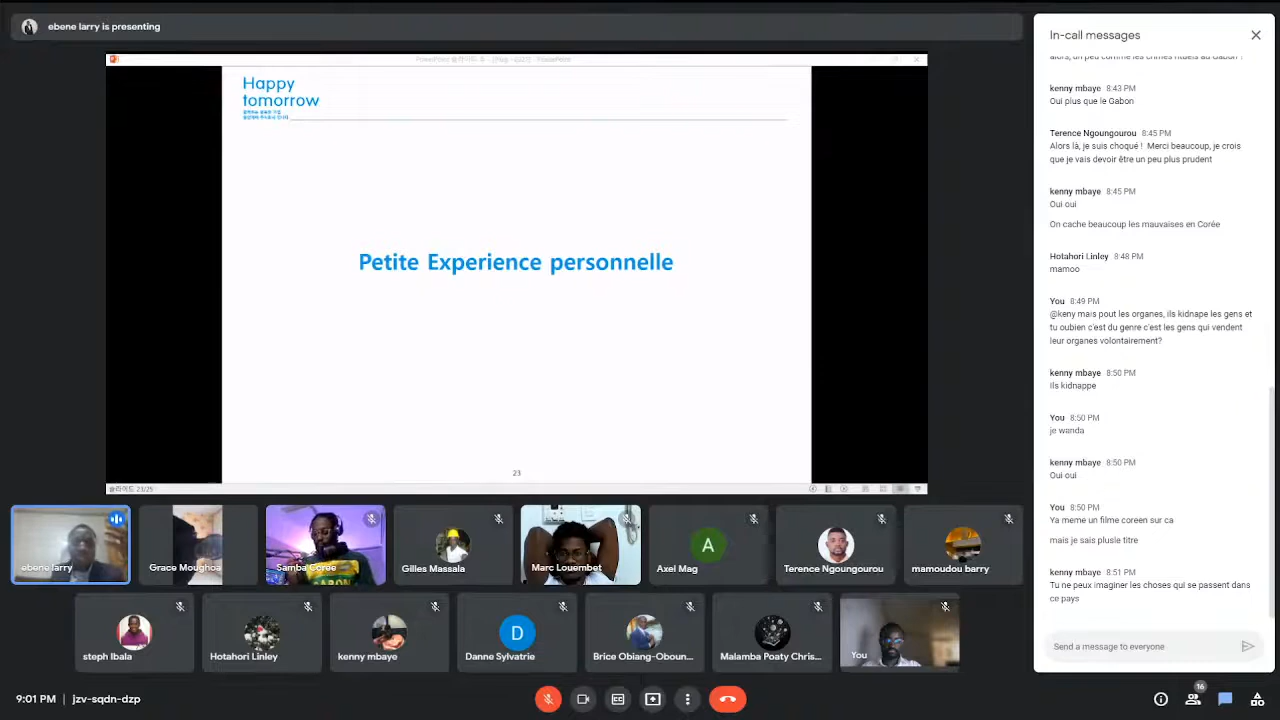 ebene larry is presenting
Happy
tomorrow
Petite Experience personnelle
23
슬라이드 23/25
ebene larry
Grace Moughoa
Samba Coree
Gilles Massala
Marc Louembet
A
Axel Mag
Terence Ngoungourou
mamoudou barry
steph Ibala
Hotahori Linley
kenny mbaye
D
Danne Sylvatrie
Brice Obiang-Oboun...
Malamba Poaty Chris...
You
9:01 PM | jzv-sqdn-dzp
In-call messages
alors, un peu comme les crimes rituels au Gabon !
kenny mbaye 8:43 PM
Oui plus que le Gabon
Terence Ngoungourou 8:45 PM
Alors là, je suis choqué ! Merci beaucoup, je crois
que je vais devoir être un peu plus prudent
kenny mbaye 8:45 PM
Oui oui
On cache beaucoup les mauvaises en Corée
Hotahori Linley 8:48 PM
mamoo
You 8:49 PM
@keny mais pout les organes, ils kidnape les gens et
tu oubien c'est du genre c'est les gens qui vendent
leur organes volontairement?
kenny mbaye 8:50 PM
Ils kidnappe
You 8:50 PM
je wanda
kenny mbaye 8:50 PM
Oui oui
You 8:50 PM
Ya meme un filme coreen sur ca
mais je sais plusle titre
kenny mbaye 8:51 PM
Tu ne peux imaginer les choses qui se passent dans
ce pays
Send a message to everyone
16